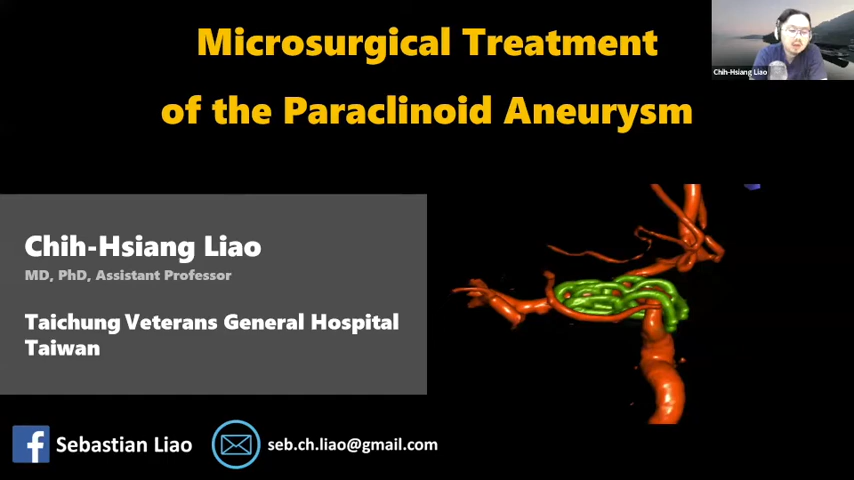 Microsurgical Treatment
of the Paraclinoid Aneurysm
Chih-Hsiang Liao
Chih-Hsiang Liao
MD, PhD, Assistant Professor
Taichung Veterans General Hospital
Taiwan
f Sebastian Liao
seb.ch.liao@gmail.com